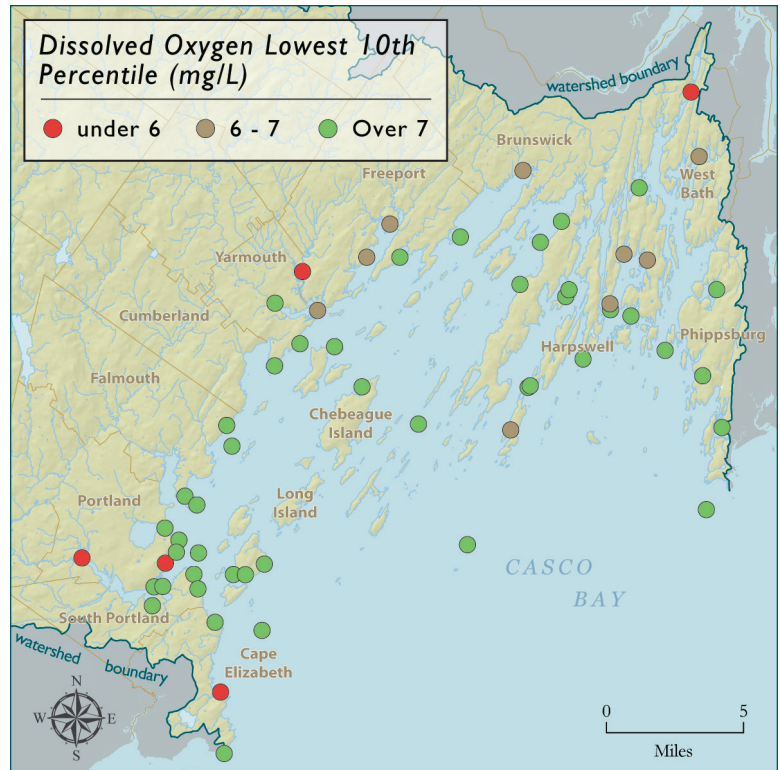 Dissolved Oxygen Lowest 10th
Percentile (mg/L)
under 6
6 - 7
Over 7
watershed boundary
Brunswick
Freeport
West
Bath
Yarmouth
Cumberland
Phippsburg
Harpswell
Falmouth
Chebeague
Island
Long
Island
Portland
CASCO
BAY
South Portland
watershed boundary
Cape
Elizabeth
N
W
E
S
0
5
Miles